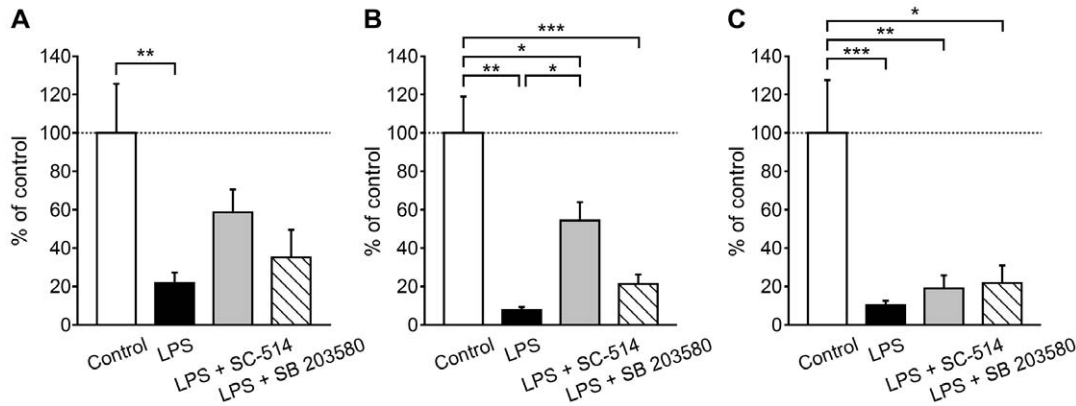 A
**
140
120
100
80
60
40
20
0
% of control
Control
LPS
LPS + SC-514
LPS + SB 203580
B
***
*
** *
140
120
100
80
60
40
20
0
% of control
Control
LPS
LPS + SC-514
LPS + SB 203580
C
*
**
***
140
120
100
80
60
40
20
0
% of control
Control
LPS
LPS + SC-514
LPS + SB 203580